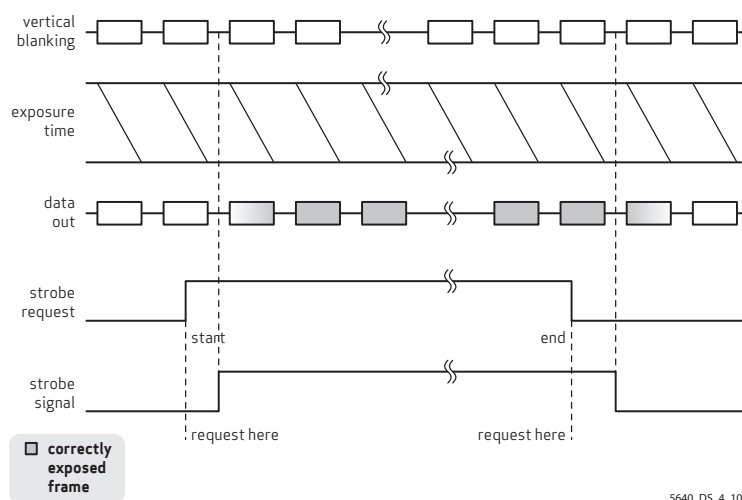 vertical
blanking
exposure
time
data
out
strobe
request
start
end
strobe
signal
request here
request here
correctly
exposed
frame
5640_DS_4_10